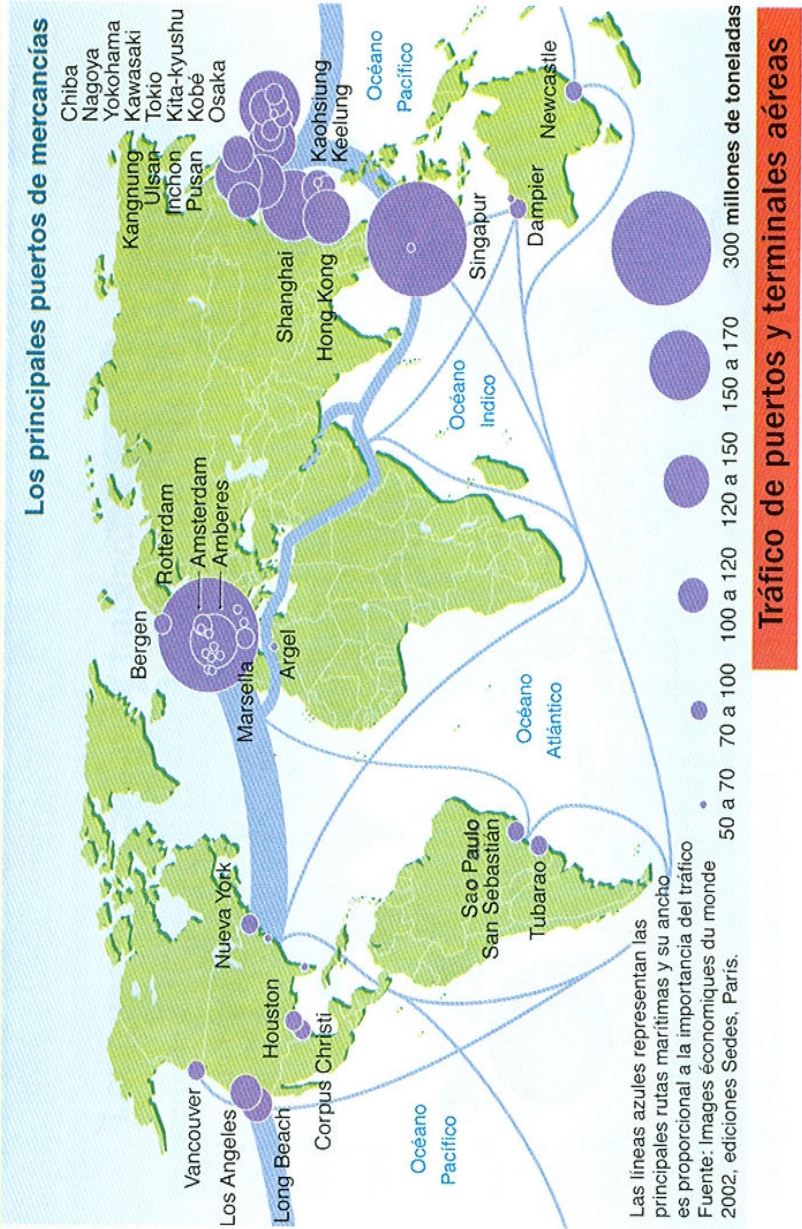 Los principales puertos de mercancías
Chiba
Nagoya
Yokohama
Kawasaki
Tokio
Kita-kyushu
Kobé
Osaka
Kangnung
Ulsan
Inchon
Pusan
Kaohsiung
Keelung
Shanghai
Hong Kong
Singapur
Dampier
Newcastle
Océano
Pacífico
Océano
Indico
Bergen
Rotterdam
Amsterdam
Amberes
Marsella
Argel
Océano
Atlántico
Nueva York
Vancouver
Los Angeles
Long Beach
Houston
Corpus Christi
Sao Paulo
San Sebastián
Tubarao
Océano
Pacífico
Las líneas azules representan las
principales rutas marítimas y su ancho
es proporcional a la importancia del tráfico
Fuente: Images économiques du monde
2002, ediciones Sedes, París.
50 a 70
70 a 100
100 a 120
120 a 150
150 a 170
300 millones de toneladas
Tráfico de puertos y terminales aéreas